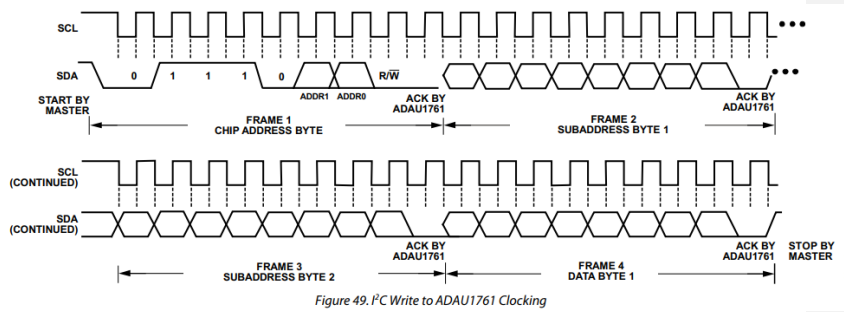 SCL
SDA
0 1 1 1 0 R/W̅
ADDR1 ADDR0
START BY
MASTER
ACK BY
ADAU1761
ACK BY
ADAU1761
FRAME 1
CHIP ADDRESS BYTE
FRAME 2
SUBADDRESS BYTE 1
SCL
(CONTINUED)
SDA
(CONTINUED)
ACK BY
ADAU1761
ACK BY
ADAU1761
STOP BY
MASTER
FRAME 3
SUBADDRESS BYTE 2
FRAME 4
DATA BYTE 1
Figure 49. I²C Write to ADAU1761 Clocking